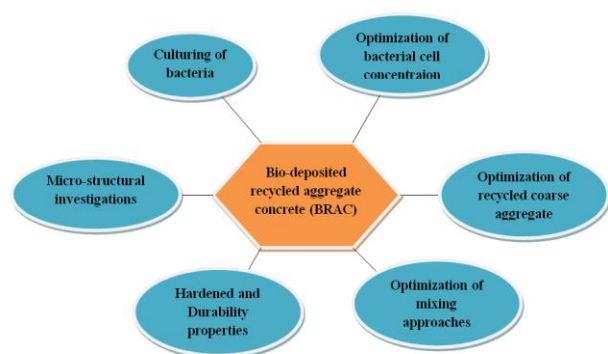 Culturing of
bacteria
Optimization of
bacterial cell
concentraion
Micro-structural
investigations
Bio-deposited
recycled aggregate
concrete (BRAC)
Optimization of
recycled coarse
aggregate
Hardened and
Durability
properties
Optimization of
mixing
approaches